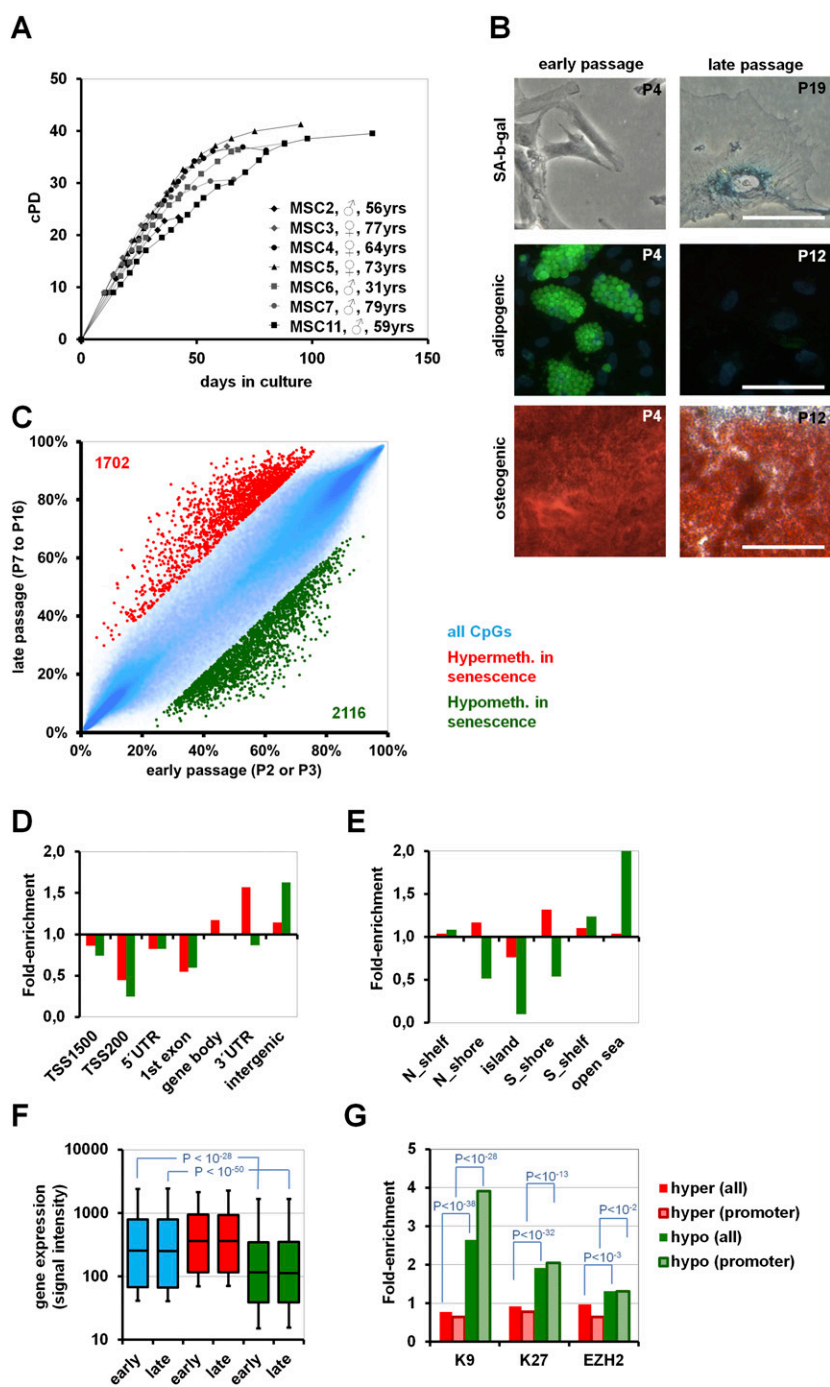 A
cPD
50
40
30
20
10
0
0 50 100 150
days in culture
MSC2, ♂, 56yrs
MSC3, ♀, 77yrs
MSC4, ♀, 64yrs
MSC5, ♀, 73yrs
MSC6, ♂, 31yrs
MSC7, ♂, 79yrs
MSC11, ♂, 59yrs
B
early passage late passage
SA-b-gal
P4 P19
adipogenic
P4 P12
osteogenic
P4 P12
C
late passage (P7 to P16)
100%
80%
60%
40%
20%
0%
1702
2116
0% 20% 40% 60% 80% 100%
early passage (P2 or P3)
all CpGs
Hypermeth. in
senescence
Hypometh. in
senescence
D
Fold-enrichment
2,0
1,5
1,0
0,5
0,0
TSS1500
TSS200
5´UTR
1st exon
gene body
3´UTR
intergenic
E
Fold-enrichment
2,0
1,5
1,0
0,5
0,0
N_shelf
N_shore
island
S_shore
S_shelf
open sea
F
gene expression
(signal intensity)
10000
1000
100
10
P < 10⁻²⁸
P < 10⁻⁵⁰
early
late
early
late
early
late
G
Fold-enrichment
5
4
3
2
1
0
P<10⁻²⁸
P<10⁻³⁸
P<10⁻¹³
P<10⁻³²
P<10⁻²
P<10⁻³
K9 K27 EZH2
hyper (all)
hyper (promoter)
hypo (all)
hypo (promoter)